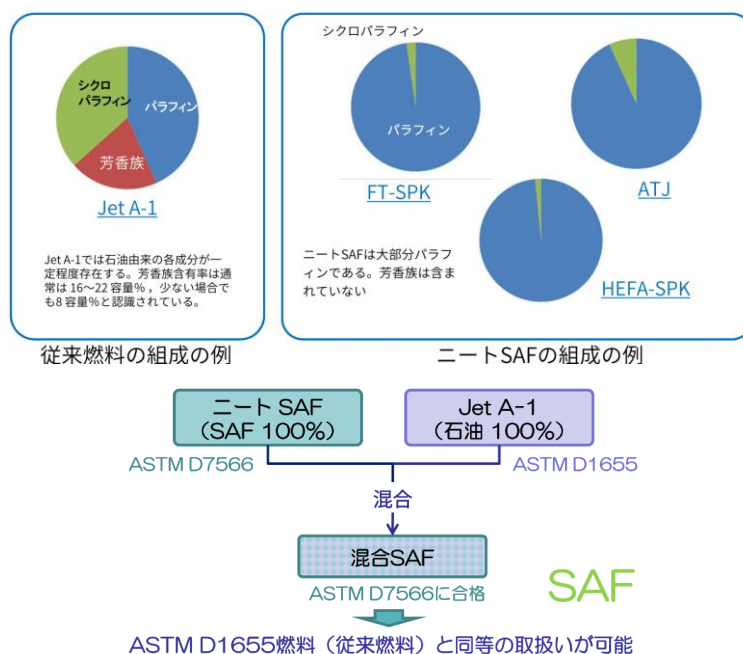 シクロ
パラフィン
パラフィン
芳香族
Jet A-1
Jet A-1では石油由来の各成分が一
定程度存在する。芳香族含有率は通
常は 16～22 容量% , 少ない場合で
も8 容量%と認識されている。
従来燃料の組成の例
シクロパラフィン
パラフィン
FT-SPK
ATJ
ニートSAFは大部分パラフ
ィンである。芳香族は含ま
れていない
HEFA-SPK
ニートSAFの組成の例
ニート SAF
（SAF 100%）
Jet A-1
（石油 100%）
ASTM D7566
ASTM D1655
混合
混合SAF
ASTM D7566に合格
SAF
ASTM D1655燃料（従来燃料）と同等の取扱いが可能